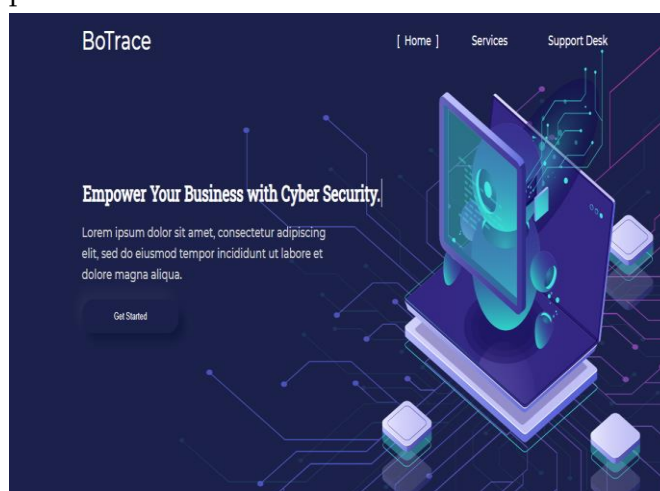 BoTrace
[ Home ] Services Support Desk
Empower Your Business with Cyber Security.
Lorem ipsum dolor sit amet, consectetur adipiscing
elit, sed do eiusmod tempor incididunt ut labore et
dolore magna aliqua.
Get Started